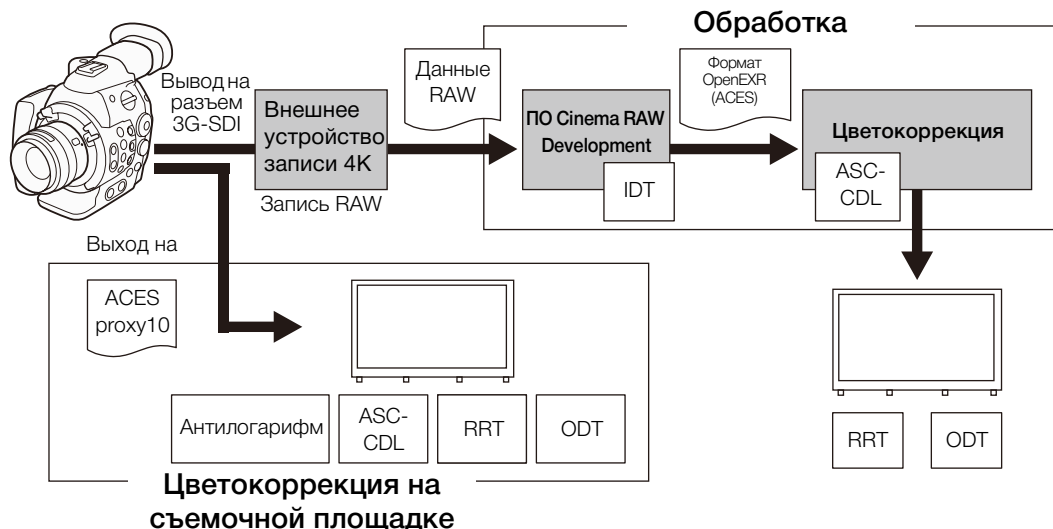 Обработка
Вывод на
разъем
3G-SDI
Внешнее
устройство
записи 4K
Запись RAW
Данные
RAW
ПО Cinema RAW
Development
IDT
Формат
OpenEXR
(ACES)
Цветокоррекция
ASC-
CDL
Выход на
ACES
proxy10
Антилогарифм
ASC-
CDL
RRT
ODT
RRT
ODT
Цветокоррекция на
съемочной площадке